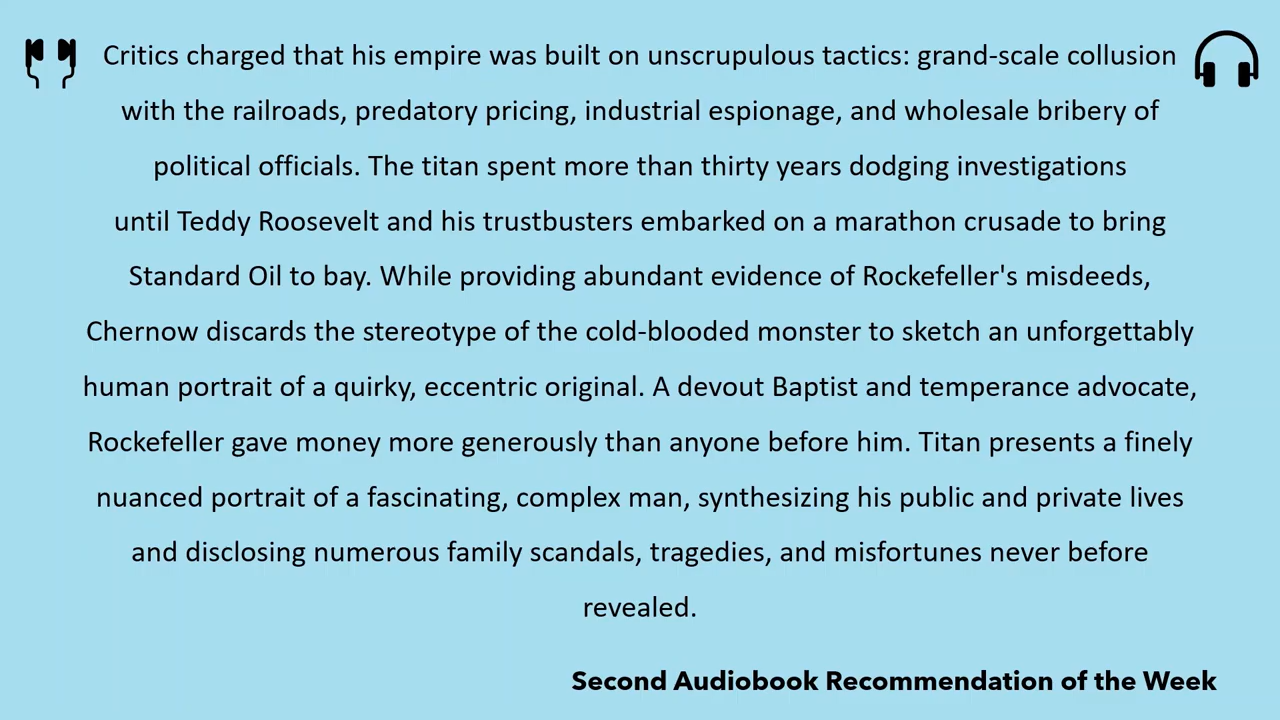 Critics charged that his empire was built on unscrupulous tactics: grand-scale collusion
with the railroads, predatory pricing, industrial espionage, and wholesale bribery of
political officials. The titan spent more than thirty years dodging investigations
until Teddy Roosevelt and his trustbusters embarked on a marathon crusade to bring
Standard Oil to bay. While providing abundant evidence of Rockefeller's misdeeds,
Chernow discards the stereotype of the cold-blooded monster to sketch an unforgettably
human portrait of a quirky, eccentric original. A devout Baptist and temperance advocate,
Rockefeller gave money more generously than anyone before him. Titan presents a finely
nuanced portrait of a fascinating, complex man, synthesizing his public and private lives
and disclosing numerous family scandals, tragedies, and misfortunes never before
revealed.
Second Audiobook Recommendation of the Week